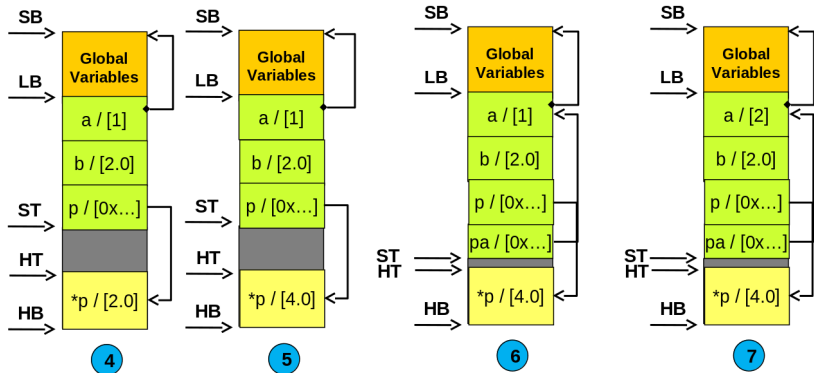 SB
Global
Variables
LB
a / [1]
b / [2.0]
p / [0x...]
ST
HT
*p / [2.0]
HB
4
SB
Global
Variables
LB
a / [1]
b / [2.0]
p / [0x...]
ST
HT
*p / [4.0]
HB
5
SB
Global
Variables
LB
a / [1]
b / [2.0]
p / [0x...]
pa / [0x...]
ST
HT
*p / [4.0]
HB
6
SB
Global
Variables
LB
a / [2]
b / [2.0]
p / [0x...]
pa / [0x...]
ST
HT
*p / [4.0]
HB
7